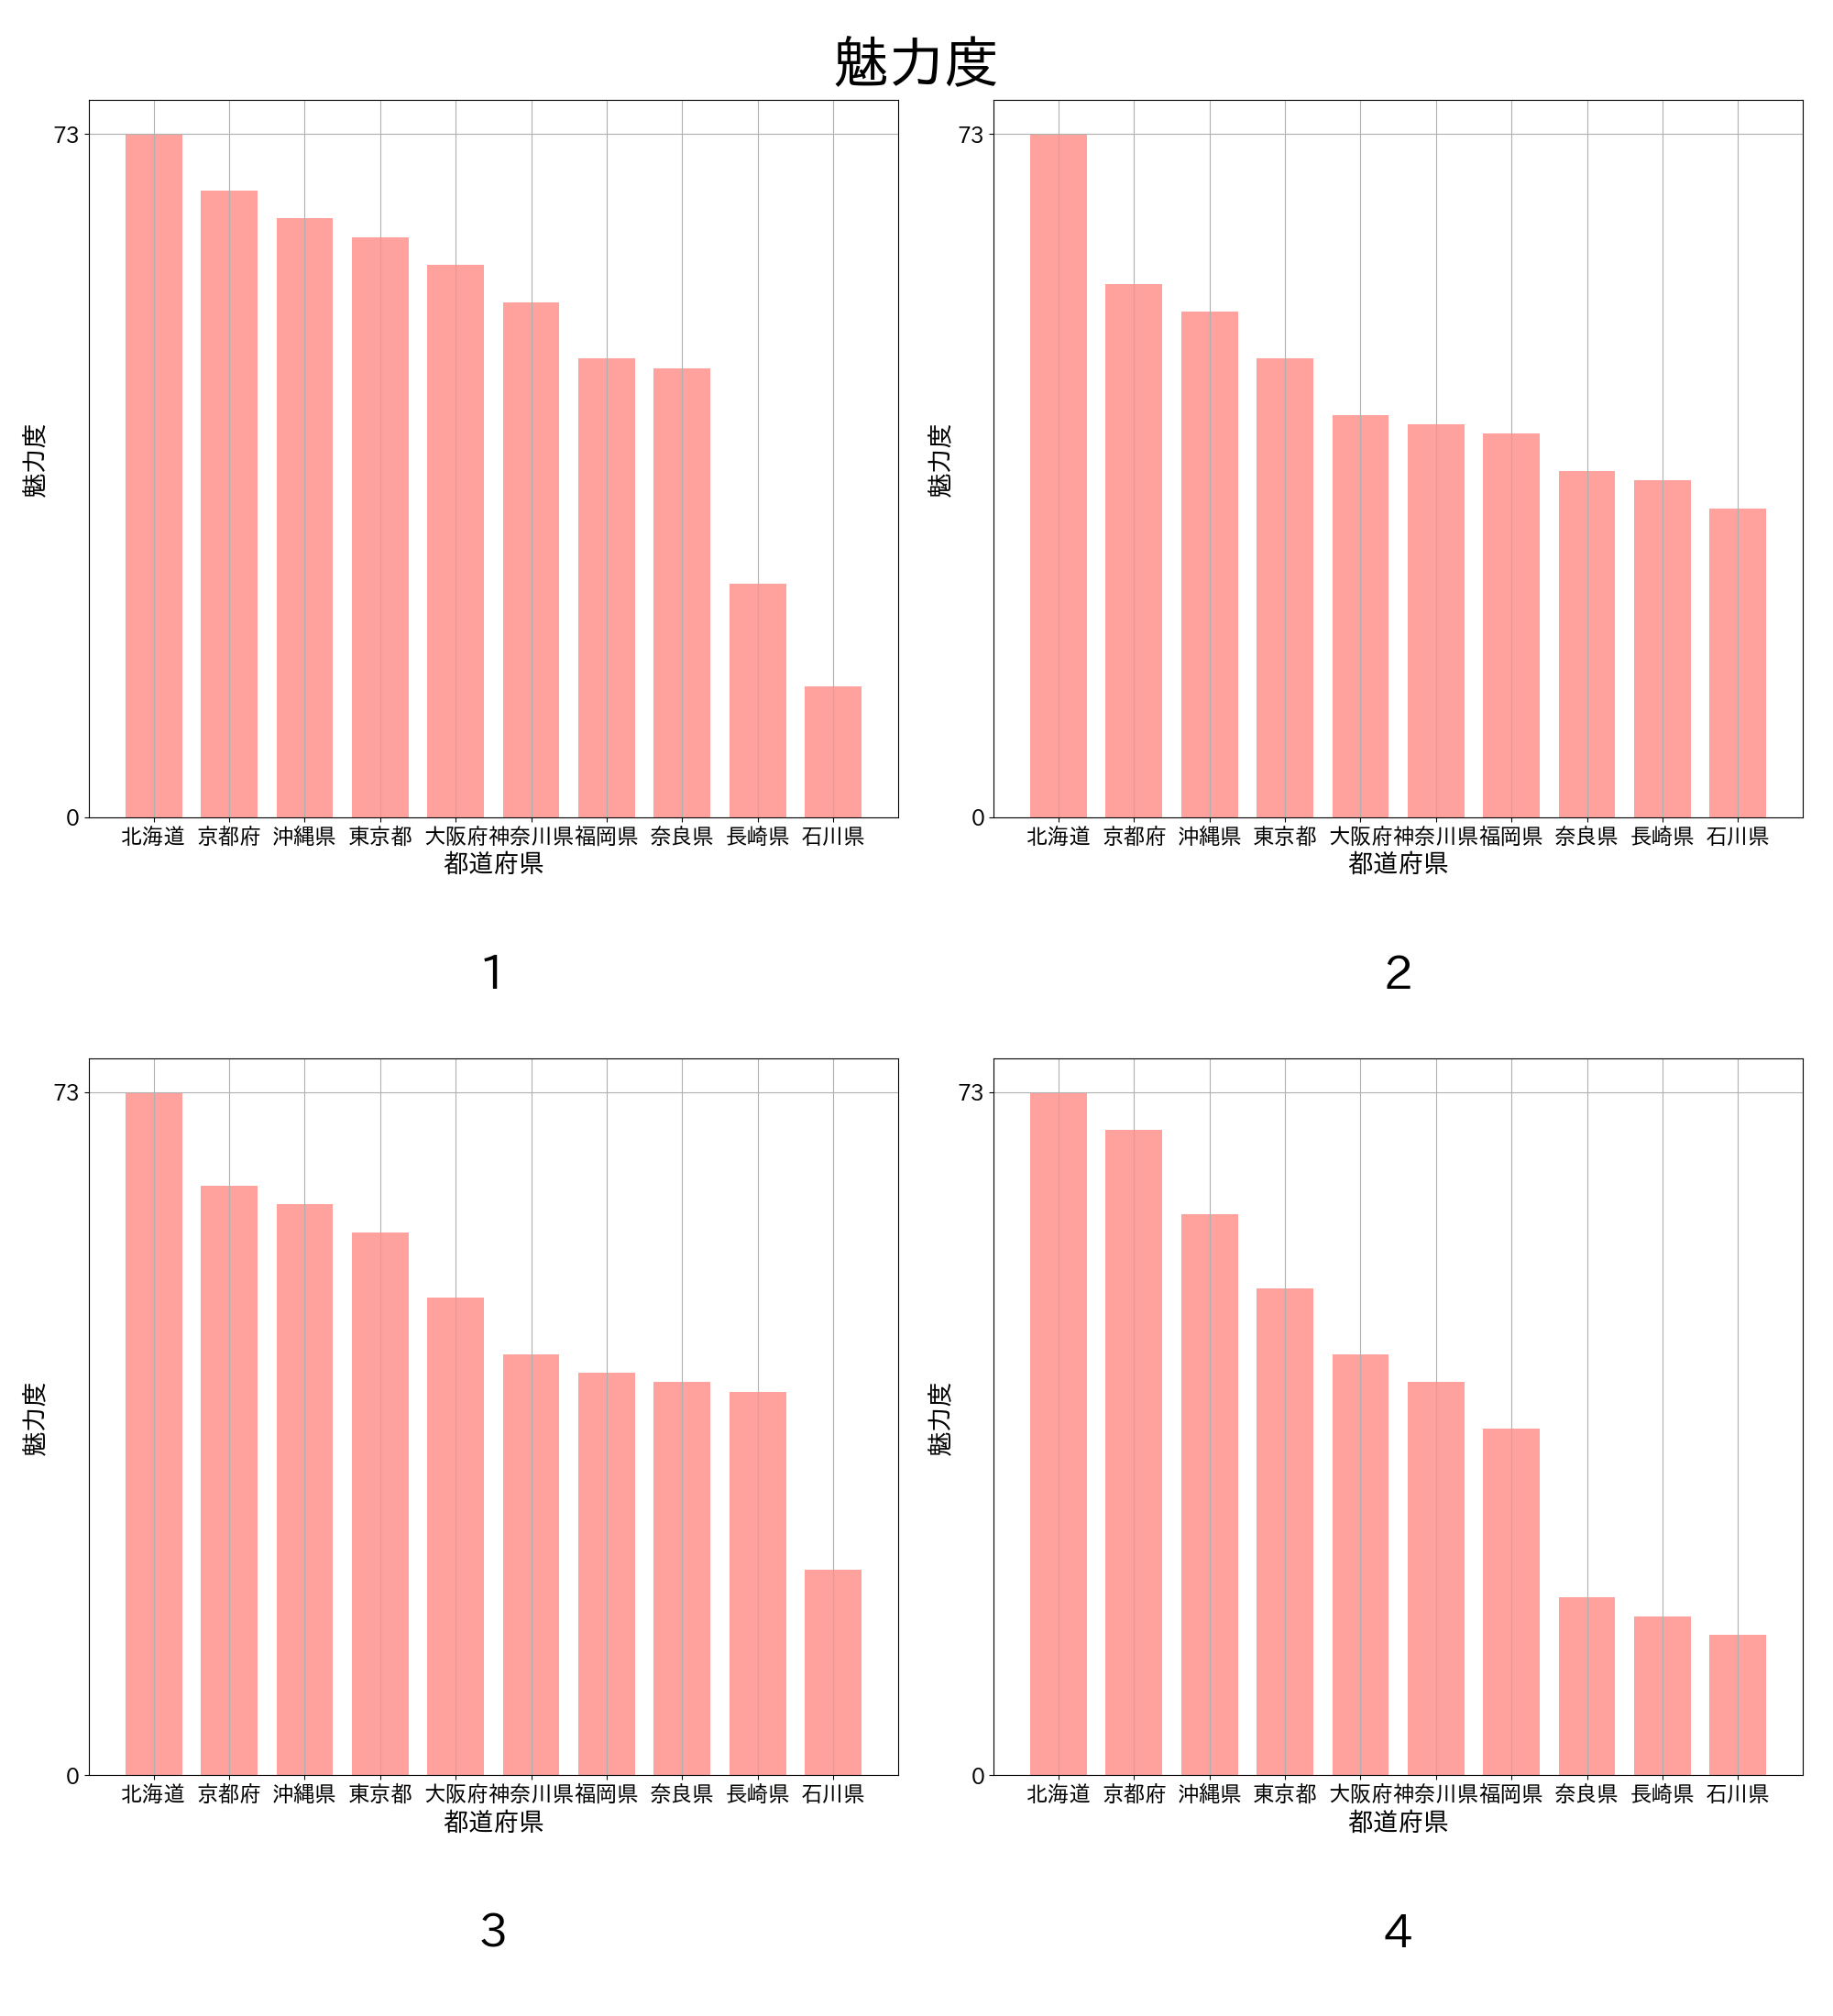 魅力度
73
0
魅力度
北海道 京都府 沖縄県 東京都 大阪府 神奈川県 福岡県 奈良県 長崎県 石川県
都道府県
1
73
0
魅力度
北海道 京都府 沖縄県 東京都 大阪府 神奈川県 福岡県 奈良県 長崎県 石川県
都道府県
2
73
0
魅力度
北海道 京都府 沖縄県 東京都 大阪府 神奈川県 福岡県 奈良県 長崎県 石川県
都道府県
3
73
0
魅力度
北海道 京都府 沖縄県 東京都 大阪府 神奈川県 福岡県 奈良県 長崎県 石川県
都道府県
4